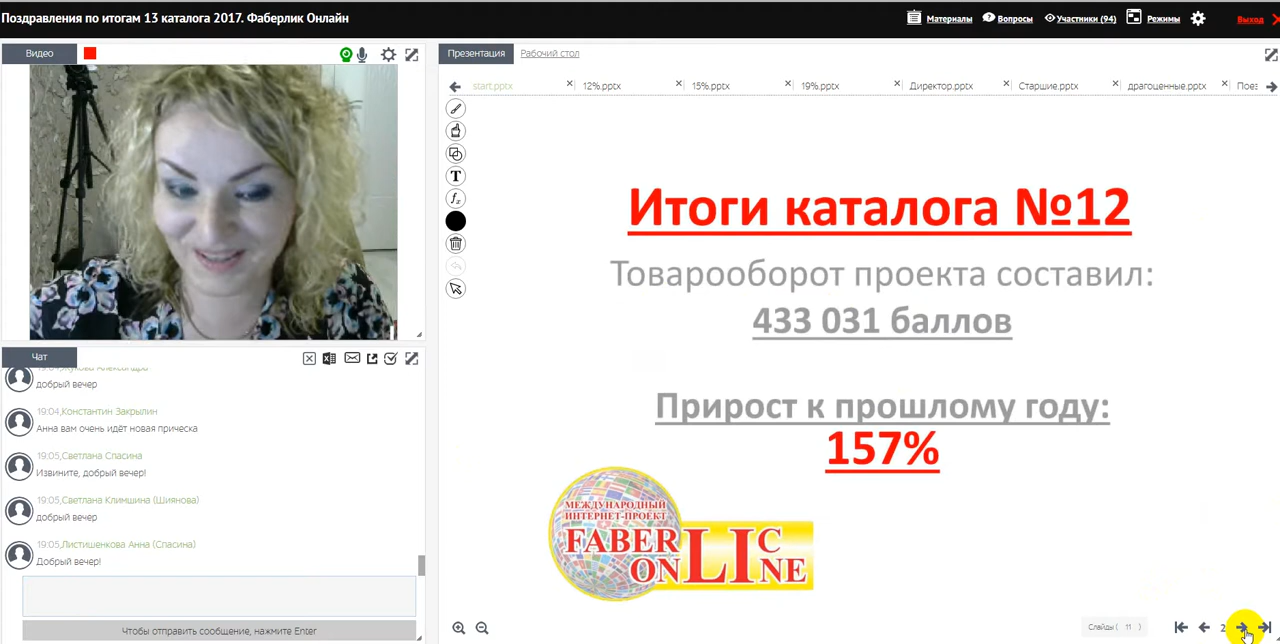 Поздравления по итогам 13 каталога 2017. Фаберлик Онлайн
Материалы
Вопросы
Участники (94)
Режимы
Выход
Видео
Презентация
Рабочий стол
start.pptx
12%.pptx
15%.pptx
19%.pptx
Директор.pptx
Старшие.pptx
драгоценные.pptx
T
fx
Итоги каталога №12
Товарооборот проекта составил:
433 031 баллов
Прирост к прошлому году:
157%
МЕЖДУНАРОДНЫЙ
ИНТЕРНЕТ-ПРОЕКТ
FABERLIC
ONLINE
Чат
добрый вечер
19:04,Константин Закрылин
Анна вам очень идёт новая прическа
19:05,Светлана Спасина
Извините, добрый вечер!
19:05,Светлана Климшина (Шиянова)
добрый вечер
19:05,Листишенкова Анна (Спасина)
Добрый вечер!
Чтобы отправить сообщение, нажмите Enter
Слайды ( 11 )
2